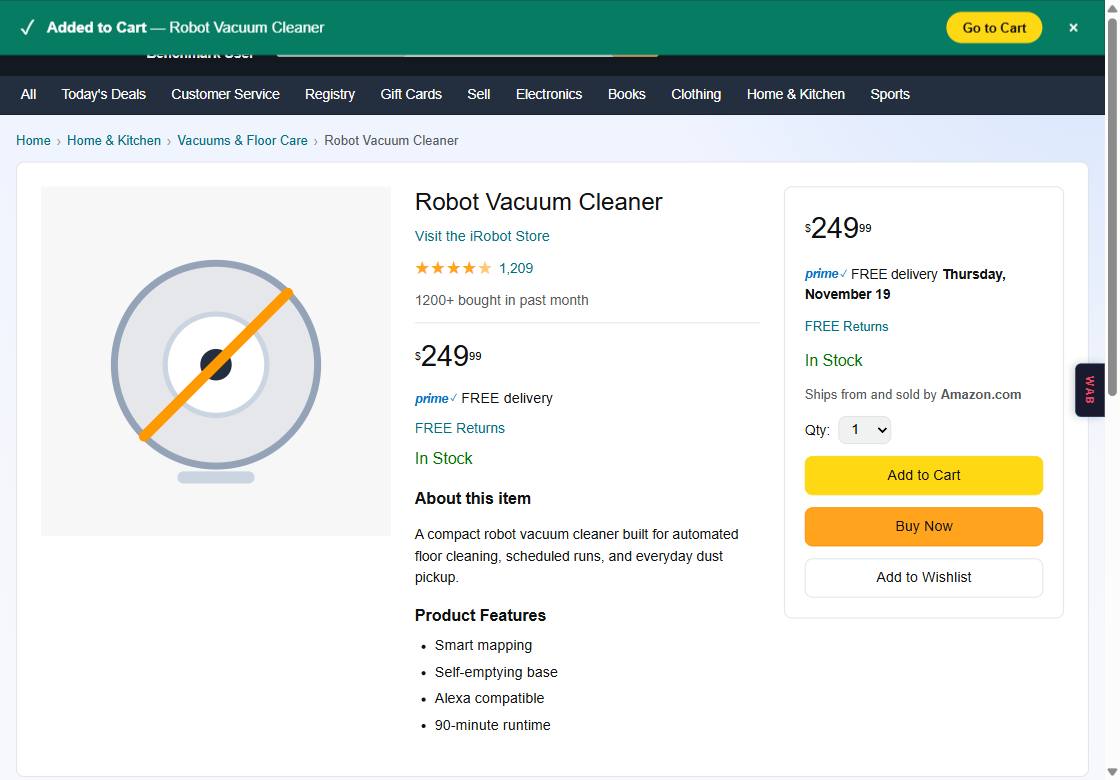 ✓ Added to Cart — Robot Vacuum Cleaner
Go to Cart
×
Benchmark User
All Today's Deals Customer Service Registry Gift Cards Sell Electronics Books Clothing Home & Kitchen Sports
Home › Home & Kitchen › Vacuums & Floor Care › Robot Vacuum Cleaner
Robot Vacuum Cleaner
Visit the iRobot Store
★★★★★ 1,209
1200+ bought in past month
$24999
prime✓ FREE delivery
FREE Returns
In Stock
About this item
A compact robot vacuum cleaner built for automated
floor cleaning, scheduled runs, and everyday dust
pickup.
Product Features
• Smart mapping
• Self-emptying base
• Alexa compatible
• 90-minute runtime
$24999
prime✓ FREE delivery Thursday,
November 19
FREE Returns
In Stock
Ships from and sold by Amazon.com
Qty: 1
Add to Cart
Buy Now
Add to Wishlist
WAB